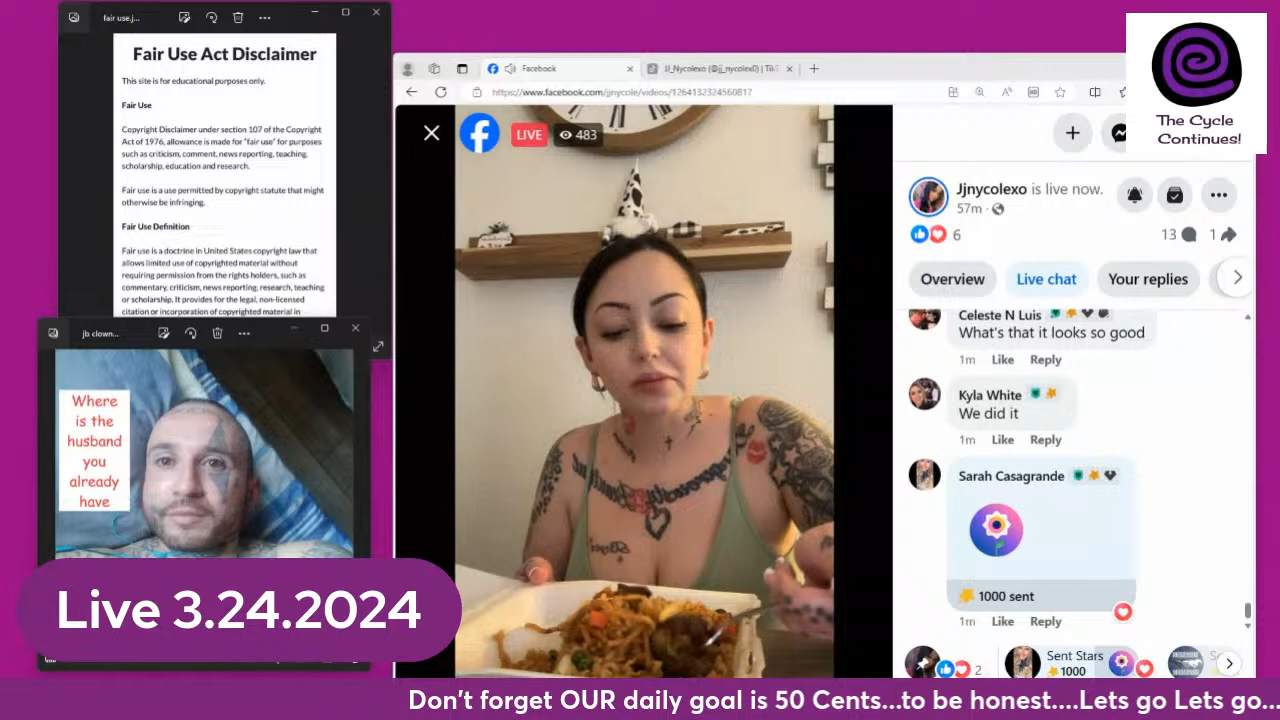 fair use.j...
Fair Use Act Disclaimer
This site is for educational purposes only.
Fair Use
Copyright Disclaimer under section 107 of the Copyright
Act of 1976, allowance is made for "fair use" for purposes
such as criticism, comment, news reporting, teaching,
scholarship, education and research.
Fair use is a use permitted by copyright statute that might
otherwise be infringing.
Fair Use Definition
Fair use is a doctrine in United States copyright law that
allows limited use of copyrighted material without
requiring permission from the rights holders, such as
commentary, criticism, news reporting, research, teaching
or scholarship. It provides for the legal, non-licensed
citation or incorporation of copyrighted material in
jb clown...
Where
is the
husband
you
already
have
Live 3.24.2024
Facebook
JJ_Nycolexo (@jj_nycolex0) | Tik
https://www.facebook.com/jjnycole/videos/1264132324560817
LIVE
483
The Cycle
Continues!
Jjnycolexo is live now.
57m
6
13
1
Overview
Live chat
Your replies
Celeste N Luis
What's that it looks so good
1m Like Reply
Kyla White
We did it
1m Like Reply
Sarah Casagrande
1000 sent
1m Like Reply
2
Sent Stars
1000
Don't forget OUR daily goal is 50 Cents...to be honest....Lets go Lets go...